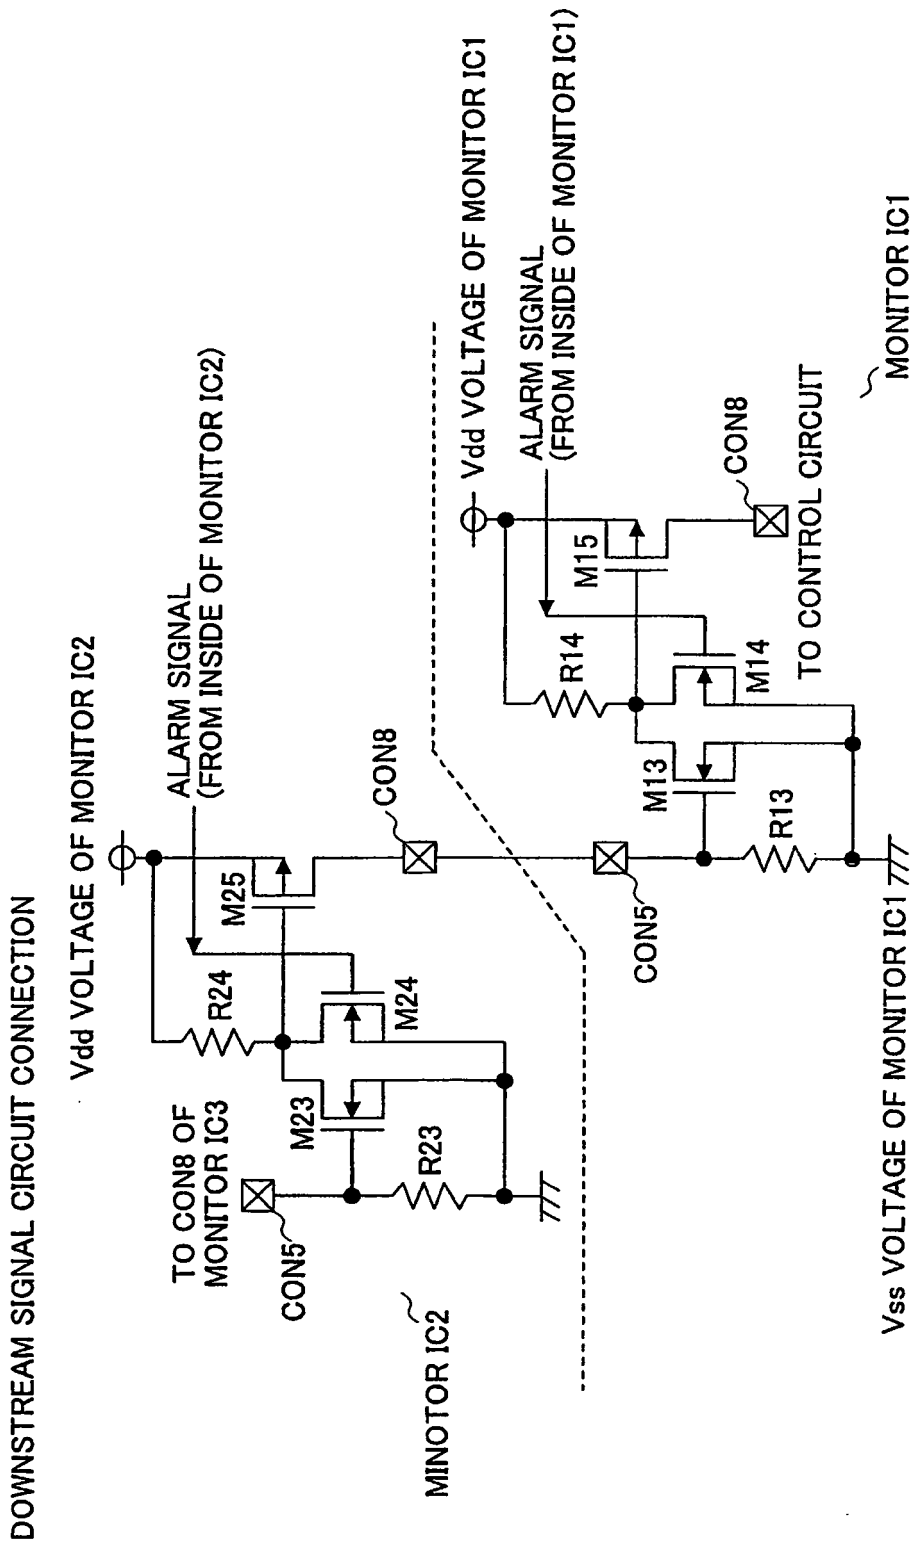 DOWNSTREAM SIGNAL CIRCUIT CONNECTION
Vdd VOLTAGE OF MONITOR IC2
ALARM SIGNAL
(FROM INSIDE OF MONITOR IC2)
TO CON8 OF
MONITOR IC3
CON5
R24
M25
M23
M24
R23
CON8
MINOTOR IC2
Vdd VOLTAGE OF MONITOR IC1
ALARM SIGNAL
(FROM INSIDE OF MONITOR IC1)
CON5
R14
M15
M13
M14
R13
CON8
TO CONTROL CIRCUIT
MONITOR IC1
Vss VOLTAGE OF MONITOR IC1